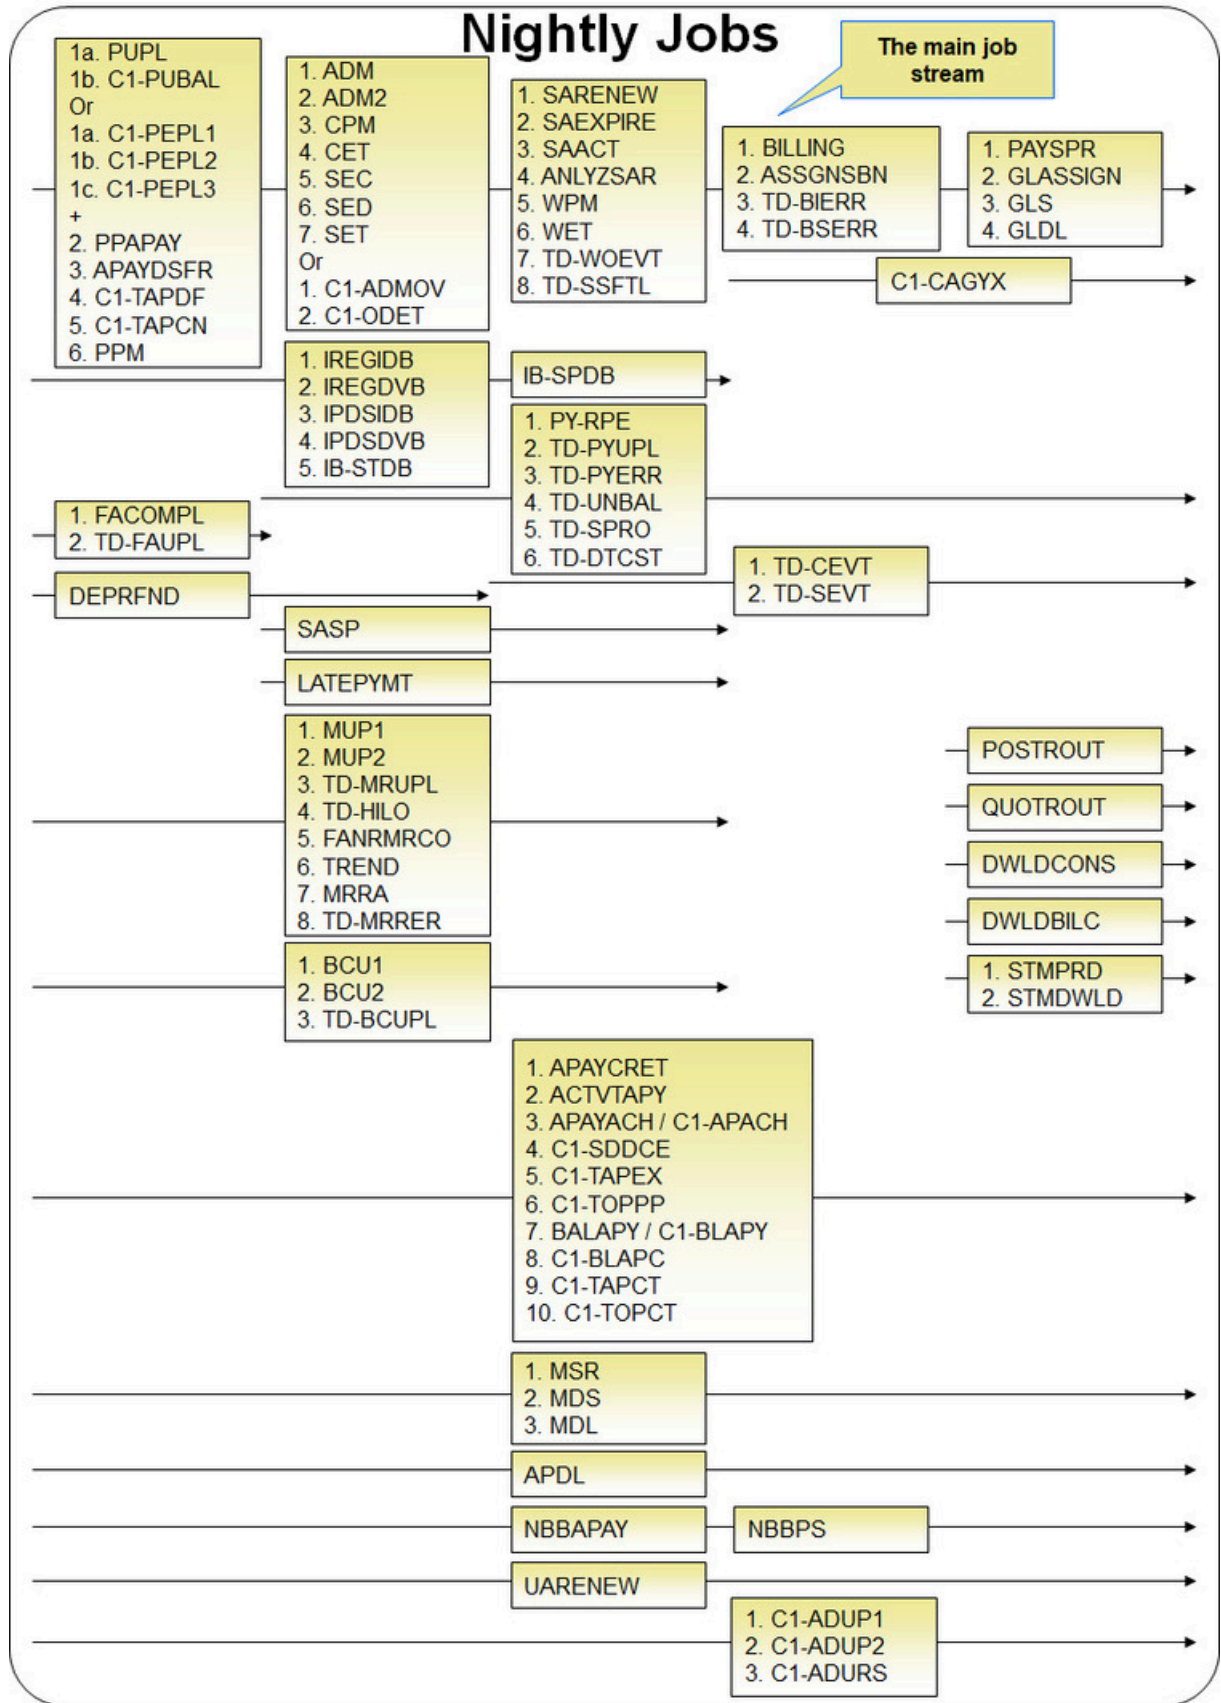 Nightly Jobs
The main job
stream
1a. PUPL
1b. C1-PUBAL
Or
1a. C1-PEPL1
1b. C1-PEPL2
1c. C1-PEPL3
+
2. PPAPAY
3. APAYDSFR
4. C1-TAPDF
5. C1-TAPCN
6. PPM
1. ADM
2. ADM2
3. CPM
4. CET
5. SEC
6. SED
7. SET
Or
1. C1-ADMOV
2. C1-ODET
1. SARENEW
2. SAEXPIRE
3. SAACT
4. ANLYZSAR
5. WPM
6. WET
7. TD-WOEVT
8. TD-SSFTL
1. BILLING
2. ASSGNSBN
3. TD-BIERR
4. TD-BSERR
1. PAYSPR
2. GLASSIGN
3. GLS
4. GLDL
C1-CAGYX
1. IREGIDB
2. IREGDVB
3. IPDSIDB
4. IPDSDVB
5. IB-STDB
IB-SPDB
1. PY-RPE
2. TD-PYUPL
3. TD-PYERR
4. TD-UNBAL
5. TD-SPRO
6. TD-DTCST
1. FACOMPL
2. TD-FAUPL
DEPRFND
1. TD-CEVT
2. TD-SEVT
SASP
LATEPYMT
1. MUP1
2. MUP2
3. TD-MRUPL
4. TD-HILO
5. FANRMRCO
6. TREND
7. MRRA
8. TD-MRRER
POSTROUT
QUOTROUT
DWLDCONS
DWLDBILC
1. STMPRD
2. STMDWLD
1. BCU1
2. BCU2
3. TD-BCUPL
1. APAYCRET
2. ACTVTAPY
3. APAYACH / C1-APACH
4. C1-SDDCE
5. C1-TAPEX
6. C1-TOPPP
7. BALAPY / C1-BLAPY
8. C1-BLAPC
9. C1-TAPCT
10. C1-TOPCT
1. MSR
2. MDS
3. MDL
APDL
NBBAPAY
NBBPS
UARENEW
1. C1-ADUP1
2. C1-ADUP2
3. C1-ADURS